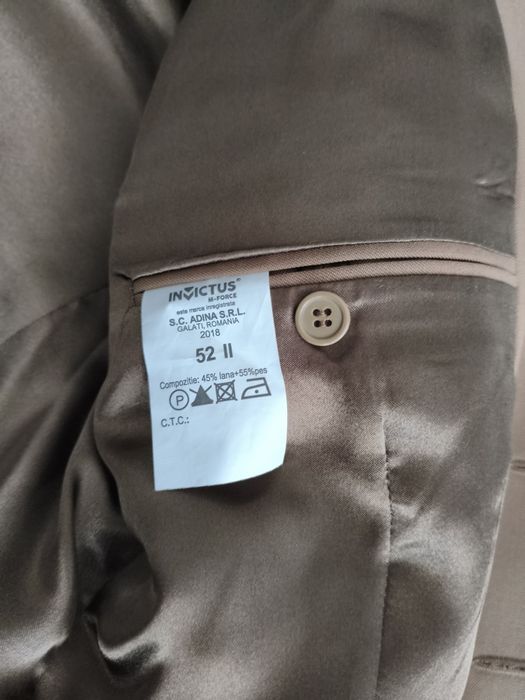 INVICTUS®
M-FORCE
este marca inregistrata
S.C. ADINA S.R.L.
GALATI, ROMANIA
2018
52 II
Compozitie: 45% lana+55%pes
P
C.T.C.: